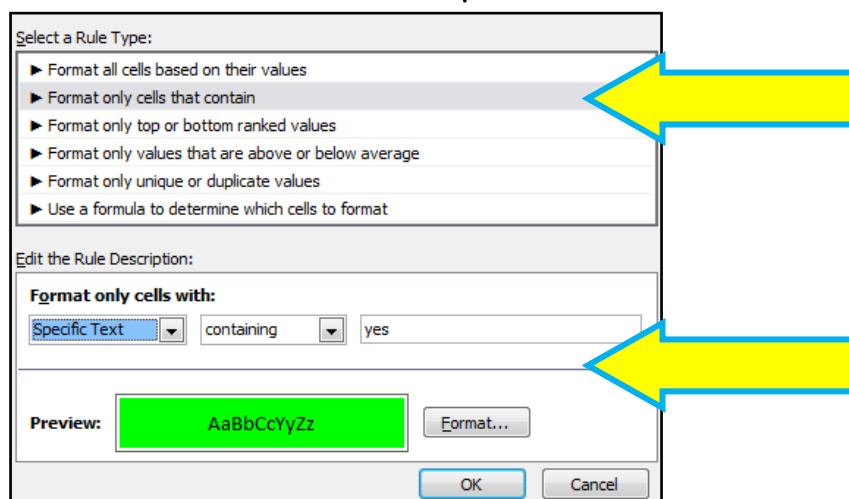 Select a Rule Type:
► Format all cells based on their values
► Format only cells that contain
► Format only top or bottom ranked values
► Format only values that are above or below average
► Format only unique or duplicate values
► Use a formula to determine which cells to format
Edit the Rule Description:
Format only cells with:
Specific Text containing yes
Preview: AaBbCcYyZz Format...
OK Cancel